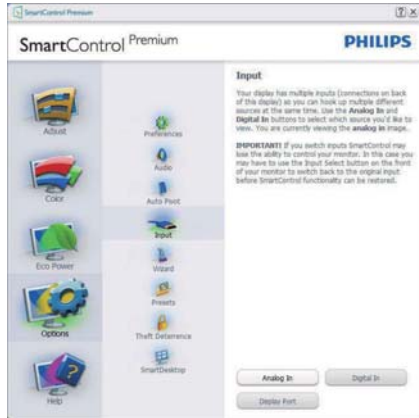 SmartControl Premium
SmartControl Premium
PHILIPS
Adjust
Color
Eco Power
Options
Help
Preferences
Audio
Auto Pivot
Input
Wizard
Presets
Theft Deterrence
SmartDesktop
Input
Your display has multiple inputs (connections on back
of this display) so you can hook up multiple different
sources at the same time. Use the Analog In and
Digital In buttons to select which source you'd like to
view. You are currently viewing the analog in image.
IMPORTANT! If you switch inputs SmartControl may
lose the ability to control your monitor. In this case you
may have to use the Input Select button on the front
of your monitor to switch back to the original input
before SmartControl functionality can be restored.
Analog In
Digital In
Display Port